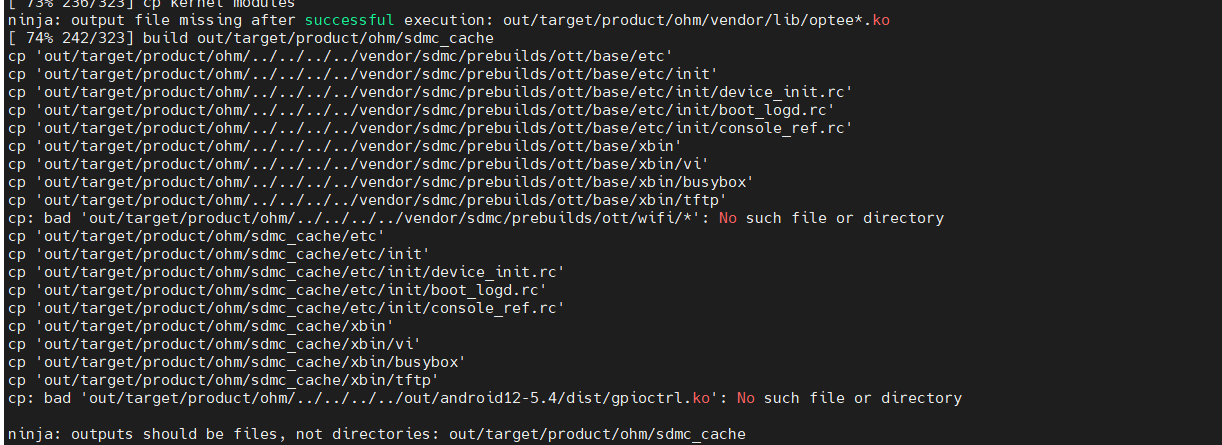 [ 73% 236/323] cp kernel modules
ninja: output file missing after successful execution: out/target/product/ohm/vendor/lib/optee*.ko
[ 74% 242/323] build out/target/product/ohm/sdmc_cache
cp 'out/target/product/ohm/../../../../vendor/sdmc/prebuilds/ott/base/etc'
cp 'out/target/product/ohm/../../../../vendor/sdmc/prebuilds/ott/base/etc/init'
cp 'out/target/product/ohm/../../../../vendor/sdmc/prebuilds/ott/base/etc/init/device_init.rc'
cp 'out/target/product/ohm/../../../../vendor/sdmc/prebuilds/ott/base/etc/init/boot_logd.rc'
cp 'out/target/product/ohm/../../../../vendor/sdmc/prebuilds/ott/base/etc/init/console_ref.rc'
cp 'out/target/product/ohm/../../../../vendor/sdmc/prebuilds/ott/base/xbin'
cp 'out/target/product/ohm/../../../../vendor/sdmc/prebuilds/ott/base/xbin/vi'
cp 'out/target/product/ohm/../../../../vendor/sdmc/prebuilds/ott/base/xbin/busybox'
cp 'out/target/product/ohm/../../../../vendor/sdmc/prebuilds/ott/base/xbin/tftp'
cp: bad 'out/target/product/ohm/../../../../vendor/sdmc/prebuilds/ott/wifi/*': No such file or directory
cp 'out/target/product/ohm/sdmc_cache/etc'
cp 'out/target/product/ohm/sdmc_cache/etc/init'
cp 'out/target/product/ohm/sdmc_cache/etc/init/device_init.rc'
cp 'out/target/product/ohm/sdmc_cache/etc/init/boot_logd.rc'
cp 'out/target/product/ohm/sdmc_cache/etc/init/console_ref.rc'
cp 'out/target/product/ohm/sdmc_cache/xbin'
cp 'out/target/product/ohm/sdmc_cache/xbin/vi'
cp 'out/target/product/ohm/sdmc_cache/xbin/busybox'
cp 'out/target/product/ohm/sdmc_cache/xbin/tftp'
cp: bad 'out/target/product/ohm/../../../../out/android12-5.4/dist/gpioctrl.ko': No such file or directory
ninja: outputs should be files, not directories: out/target/product/ohm/sdmc_cache